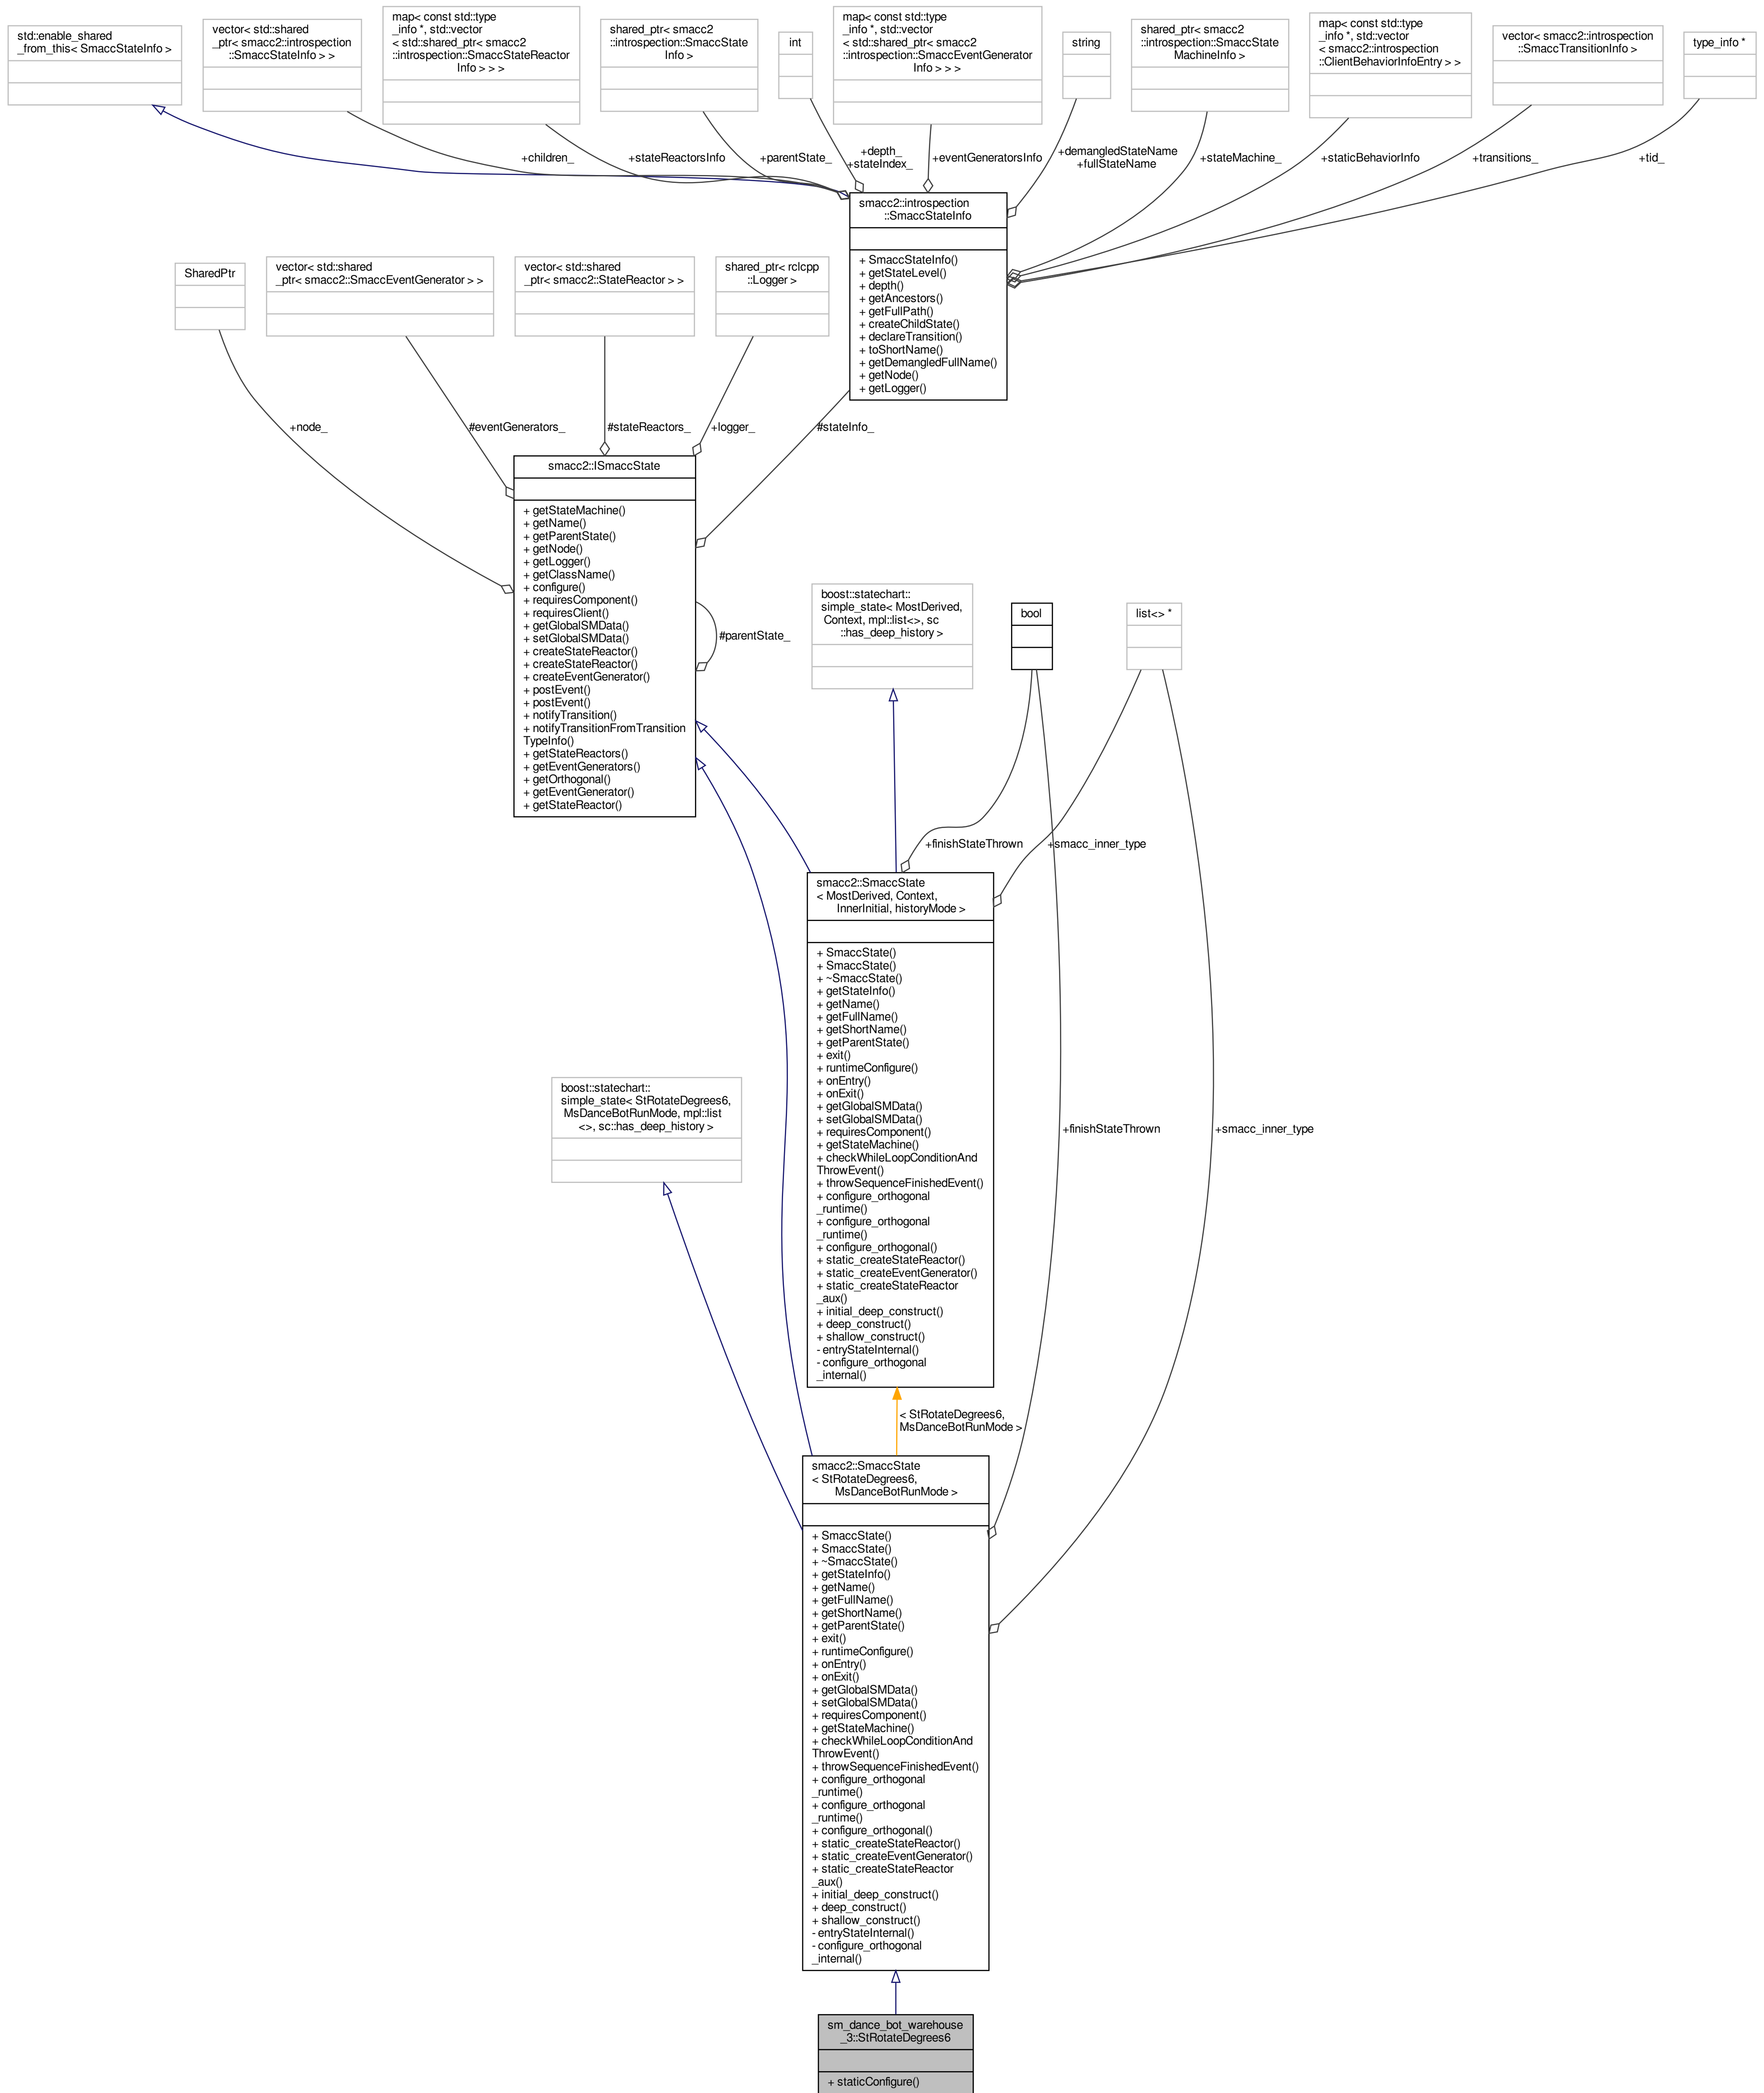 std::enable_shared
_from_this< SmaccStateInfo >
vector< std::shared
_ptr< smacc2::introspection
::SmaccStateInfo > >
map< const std::type
_info *, std::vector
< std::shared_ptr< smacc2
::introspection::SmaccStateReactor
Info > > >
shared_ptr< smacc2
::introspection::SmaccState
Info >
int
map< const std::type
_info *, std::vector
< std::shared_ptr< smacc2
::introspection::SmaccEventGenerator
Info > > >
string
shared_ptr< smacc2
::introspection::SmaccState
MachineInfo >
map< const std::type
_info *, std::vector
< smacc2::introspection
::ClientBehaviorInfoEntry > >
vector< smacc2::introspection
::SmaccTransitionInfo >
type_info *
+children_
+stateReactorsInfo
+parentState_
+depth_
+stateIndex_
+eventGeneratorsInfo
+demangledStateName
+fullStateName
+stateMachine_
+staticBehaviorInfo
+transitions_
+tid_
smacc2::introspection
::SmaccStateInfo
+ SmaccStateInfo()
+ getStateLevel()
+ depth()
+ getAncestors()
+ getFullPath()
+ createChildState()
+ declareTransition()
+ toShortName()
+ getDemangledFullName()
+ getNode()
+ getLogger()
SharedPtr
vector< std::shared
_ptr< smacc2::SmaccEventGenerator > >
vector< std::shared
_ptr< smacc2::StateReactor > >
shared_ptr< rclcpp
::Logger >
+node_
#eventGenerators_
#stateReactors_
+logger_
#stateInfo_
smacc2::ISmaccState
+ getStateMachine()
+ getName()
+ getParentState()
+ getNode()
+ getLogger()
+ getClassName()
+ configure()
+ requiresComponent()
+ requiresClient()
+ getGlobalSMData()
+ setGlobalSMData()
+ createStateReactor()
+ createStateReactor()
+ createEventGenerator()
+ postEvent()
+ postEvent()
+ notifyTransition()
+ notifyTransitionFromTransition
TypeInfo()
+ getStateReactors()
+ getEventGenerators()
+ getOrthogonal()
+ getEventGenerator()
+ getStateReactor()
#parentState_
boost::statechart::
simple_state< MostDerived,
Context, mpl::list<>, sc
::has_deep_history >
bool
list<> *
+finishStateThrown
+smacc_inner_type
smacc2::SmaccState
< MostDerived, Context,
InnerInitial, historyMode >
+ SmaccState()
+ SmaccState()
+ ~SmaccState()
+ getStateInfo()
+ getName()
+ getFullName()
+ getShortName()
+ getParentState()
+ exit()
+ runtimeConfigure()
+ onEntry()
+ onExit()
+ getGlobalSMData()
+ setGlobalSMData()
+ requiresComponent()
+ getStateMachine()
+ checkWhileLoopConditionAnd
ThrowEvent()
+ throwSequenceFinishedEvent()
+ configure_orthogonal
_runtime()
+ configure_orthogonal
_runtime()
+ configure_orthogonal()
+ static_createStateReactor()
+ static_createEventGenerator()
+ static_createStateReactor
_aux()
+ initial_deep_construct()
+ deep_construct()
+ shallow_construct()
- entryStateInternal()
- configure_orthogonal
_internal()
boost::statechart::
simple_state< StRotateDegrees6,
MsDanceBotRunMode, mpl::list
<>, sc::has_deep_history >
+finishStateThrown
+smacc_inner_type
< StRotateDegrees6,
MsDanceBotRunMode >
smacc2::SmaccState
< StRotateDegrees6,
MsDanceBotRunMode >
+ SmaccState()
+ SmaccState()
+ ~SmaccState()
+ getStateInfo()
+ getName()
+ getFullName()
+ getShortName()
+ getParentState()
+ exit()
+ runtimeConfigure()
+ onEntry()
+ onExit()
+ getGlobalSMData()
+ setGlobalSMData()
+ requiresComponent()
+ getStateMachine()
+ checkWhileLoopConditionAnd
ThrowEvent()
+ throwSequenceFinishedEvent()
+ configure_orthogonal
_runtime()
+ configure_orthogonal
_runtime()
+ configure_orthogonal()
+ static_createStateReactor()
+ static_createEventGenerator()
+ static_createStateReactor
_aux()
+ initial_deep_construct()
+ deep_construct()
+ shallow_construct()
- entryStateInternal()
- configure_orthogonal
_internal()
sm_dance_bot_warehouse
_3::StRotateDegrees6
+ staticConfigure()